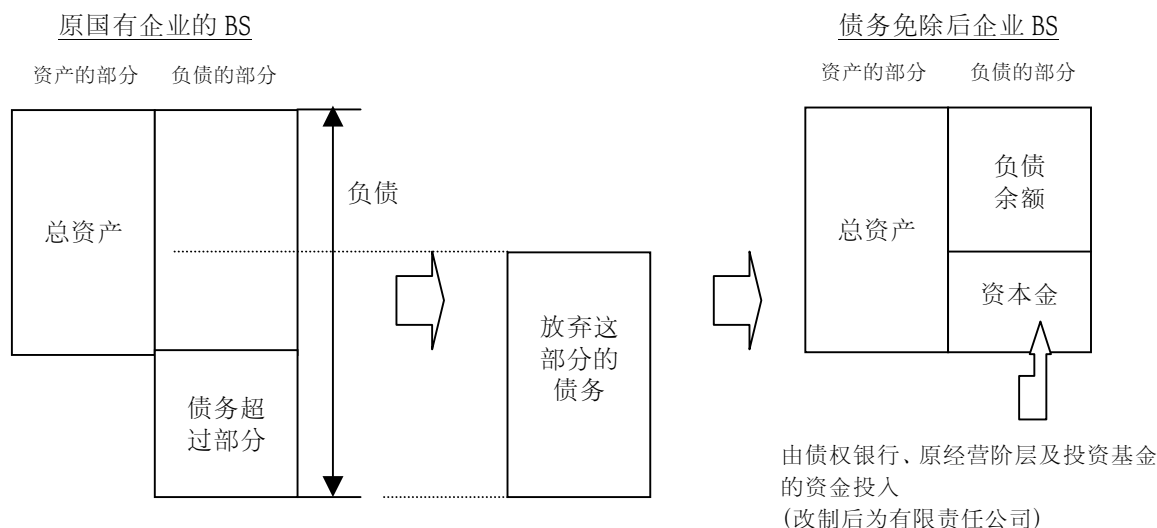 原国有企业的 BS
资产的部分
负债的部分
总资产
负债
债务超
过部分
放弃这
部分的
债务
债务免除后企业 BS
资产的部分
负债的部分
总资产
负债
余额
资本金
由债权银行、原经营阶层及投资基金
的资金投入
(改制后为有限责任公司)